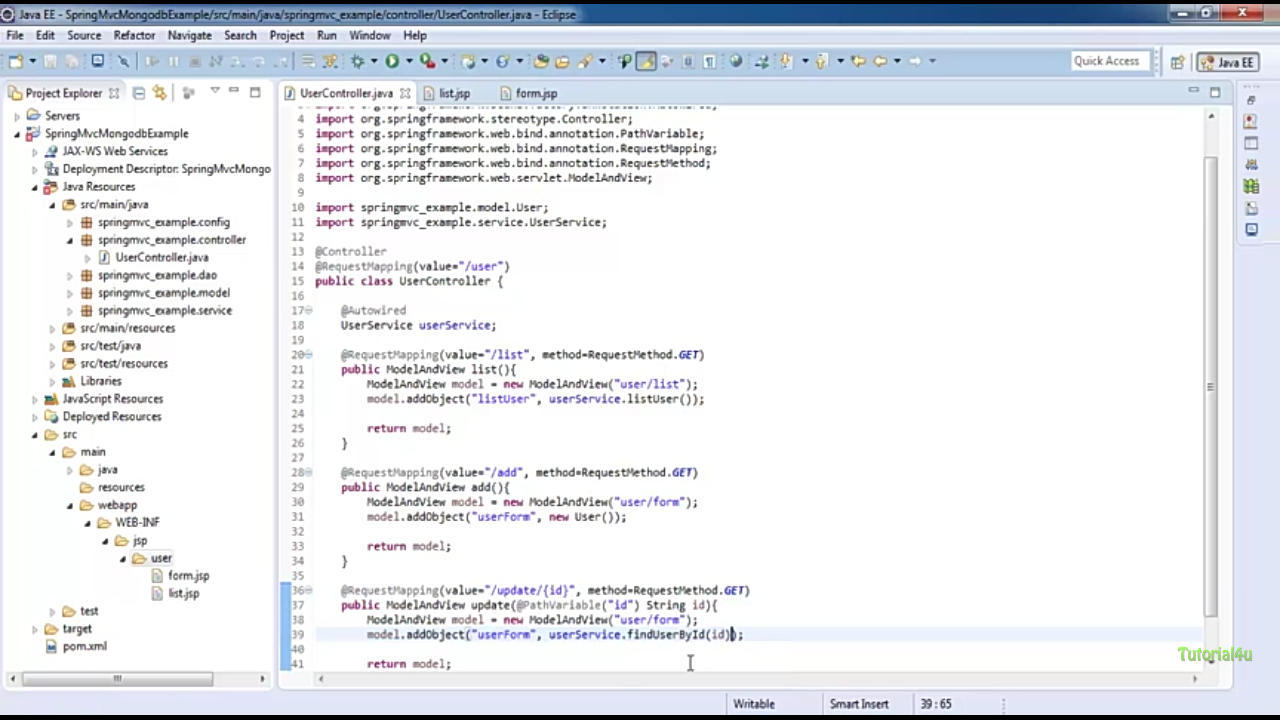 Java EE - SpringMvcMongodbExample/src/main/java/springmvc_example/controller/UserController.java - Eclipse
File Edit Source Refactor Navigate Search Project Run Window Help
Quick Access
Java EE
Project Explorer
Servers
SpringMvcMongodbExample
JAX-WS Web Services
Deployment Descriptor: SpringMvcMongo
Java Resources
src/main/java
springmvc_example.config
springmvc_example.controller
UserController.java
springmvc_example.dao
springmvc_example.model
springmvc_example.service
src/main/resources
src/test/java
src/test/resources
Libraries
JavaScript Resources
Deployed Resources
src
main
java
resources
webapp
WEB-INF
jsp
user
form.jsp
list.jsp
test
target
pom.xml
UserController.java list.jsp form.jsp
4 import org.springframework.stereotype.Controller;
5 import org.springframework.web.bind.annotation.PathVariable;
6 import org.springframework.web.bind.annotation.RequestMapping;
7 import org.springframework.web.bind.annotation.RequestMethod;
8 import org.springframework.web.servlet.ModelAndView;
9
10 import springmvc_example.model.User;
11 import springmvc_example.service.UserService;
12
13 @Controller
14 @RequestMapping(value="/user")
15 public class UserController {
16
17 @Autowired
18 UserService userService;
19
20 @RequestMapping(value="/list", method=RequestMethod.GET)
21 public ModelAndView list(){
22 ModelAndView model = new ModelAndView("user/list");
23 model.addObject("listUser", userService.listUser());
24
25 return model;
26 }
27
28 @RequestMapping(value="/add", method=RequestMethod.GET)
29 public ModelAndView add(){
30 ModelAndView model = new ModelAndView("user/form");
31 model.addObject("userForm", new User());
32
33 return model;
34 }
35
36 @RequestMapping(value="/update/{id}", method=RequestMethod.GET)
37 public ModelAndView update(@PathVariable("id") String id){
38 ModelAndView model = new ModelAndView("user/form");
39 model.addObject("userForm", userService.findUserById(id));
40
41 return model;
Tutorial4u
Writable Smart Insert 39 : 65